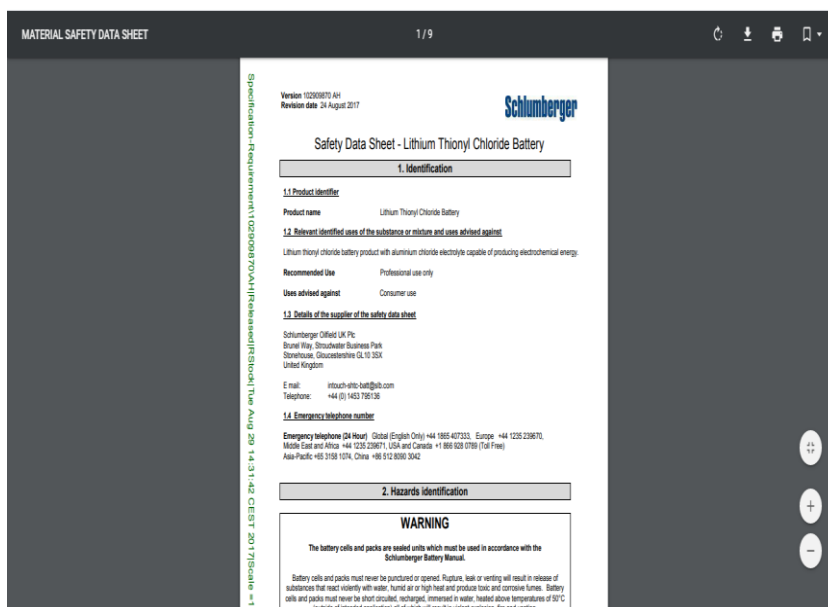 MATERIAL SAFETY DATA SHEET
1 / 9
Specification-Requirement\102909870\AH|Released|RStock|Tue Aug 29 14:31:42 CEST 2017|Scale =1
Version 102909870 AH
Revision date 24 August 2017
Schlumberger
Safety Data Sheet - Lithium Thionyl Chloride Battery
1. Identification
1.1 Product identifier
Product name Lithium Thionyl Chloride Battery
1.2 Relevant identified uses of the substance or mixture and uses advised against
Lithium thionyl chloride battery product with aluminium chloride electrolyte capable of producing electrochemical energy.
Recommended Use Professional use only
Uses advised against Consumer use
1.3 Details of the supplier of the safety data sheet
Schlumberger Oilfield UK Plc
Brunel Way, Stroudwater Business Park
Stonehouse, Gloucestershire GL10 3SX
United Kingdom
E mail: intouch-shtc-batt@slb.com
Telephone: +44 (0) 1453 795136
1.4 Emergency telephone number
Emergency telephone (24 Hour) Global (English Only) +44 1865 407333, Europe +44 1235 239670,
Middle East and Africa +44 1235 239671, USA and Canada +1 866 928 0789 (Toll Free)
Asia-Pacific +65 3158 1074, China +86 512 8090 3042
2. Hazards identification
WARNING
The battery cells and packs are sealed units which must be used in accordance with the
Schlumberger Battery Manual.
Battery cells and packs must never be punctured or opened. Rupture, leak or venting will result in release of
substances that react violently with water, humid air or high heat and produce toxic and corrosive fumes. Battery
cells and packs must never be short circuited, recharged, immersed in water, heated above temperatures of 50°C